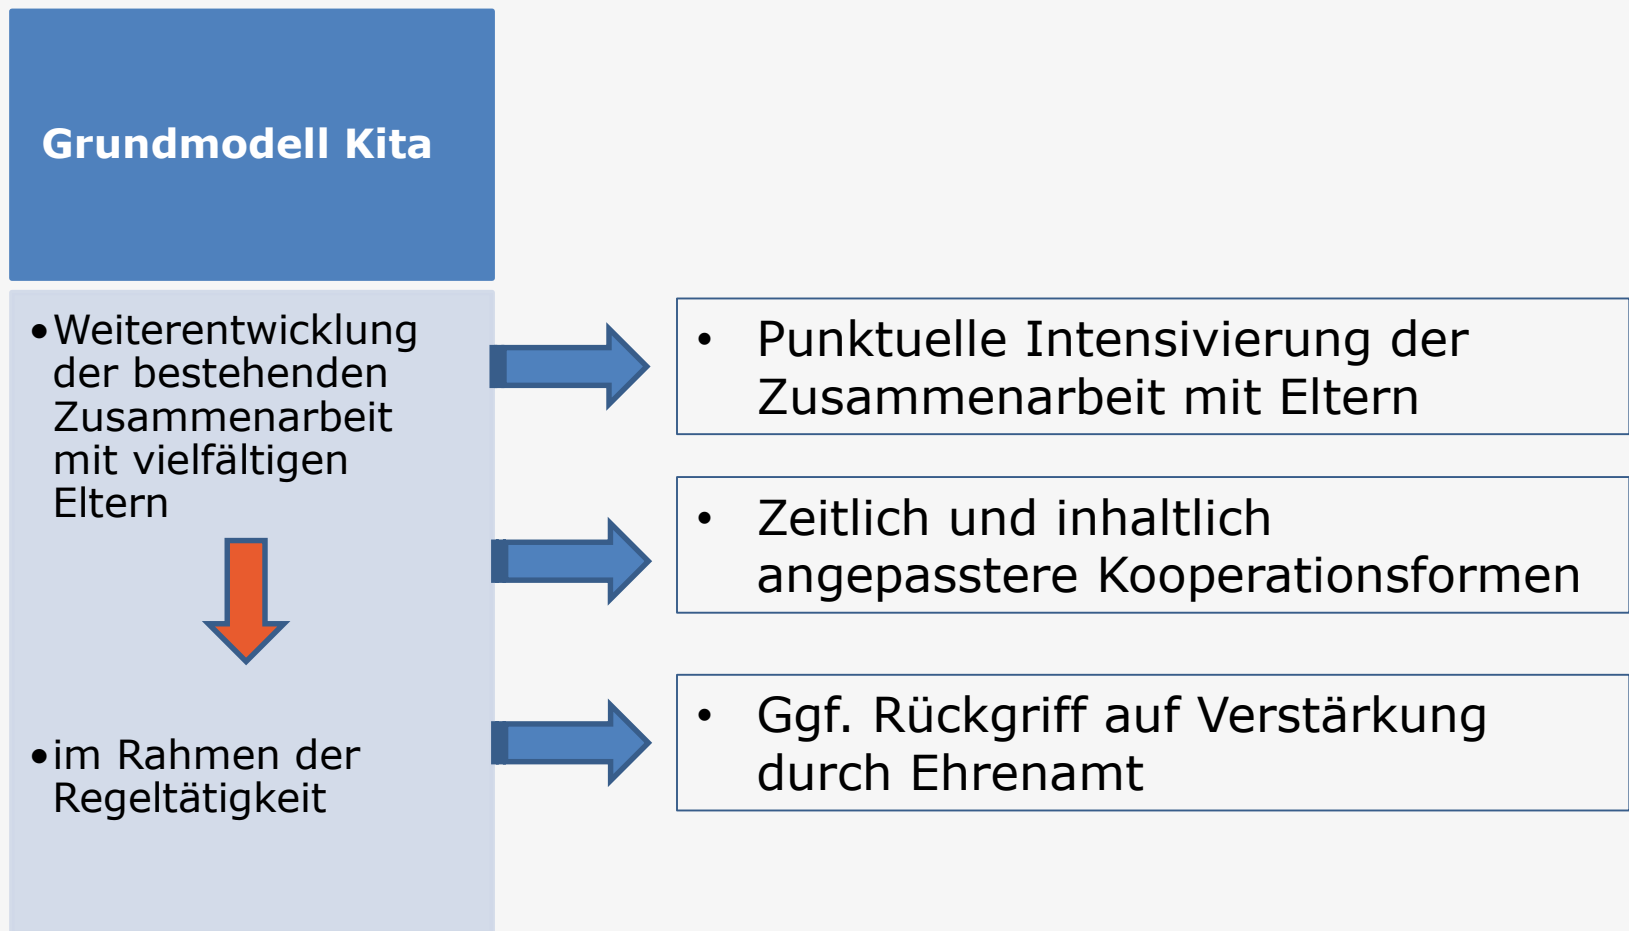 Grundmodell Kita
•Weiterentwicklung
der bestehenden
Zusammenarbeit
mit vielfältigen
Eltern
•im Rahmen der
Regeltätigkeit
• Punktuelle Intensivierung der
Zusammenarbeit mit Eltern
• Zeitlich und inhaltlich
angepasstere Kooperationsformen
• Ggf. Rückgriff auf Verstärkung
durch Ehrenamt